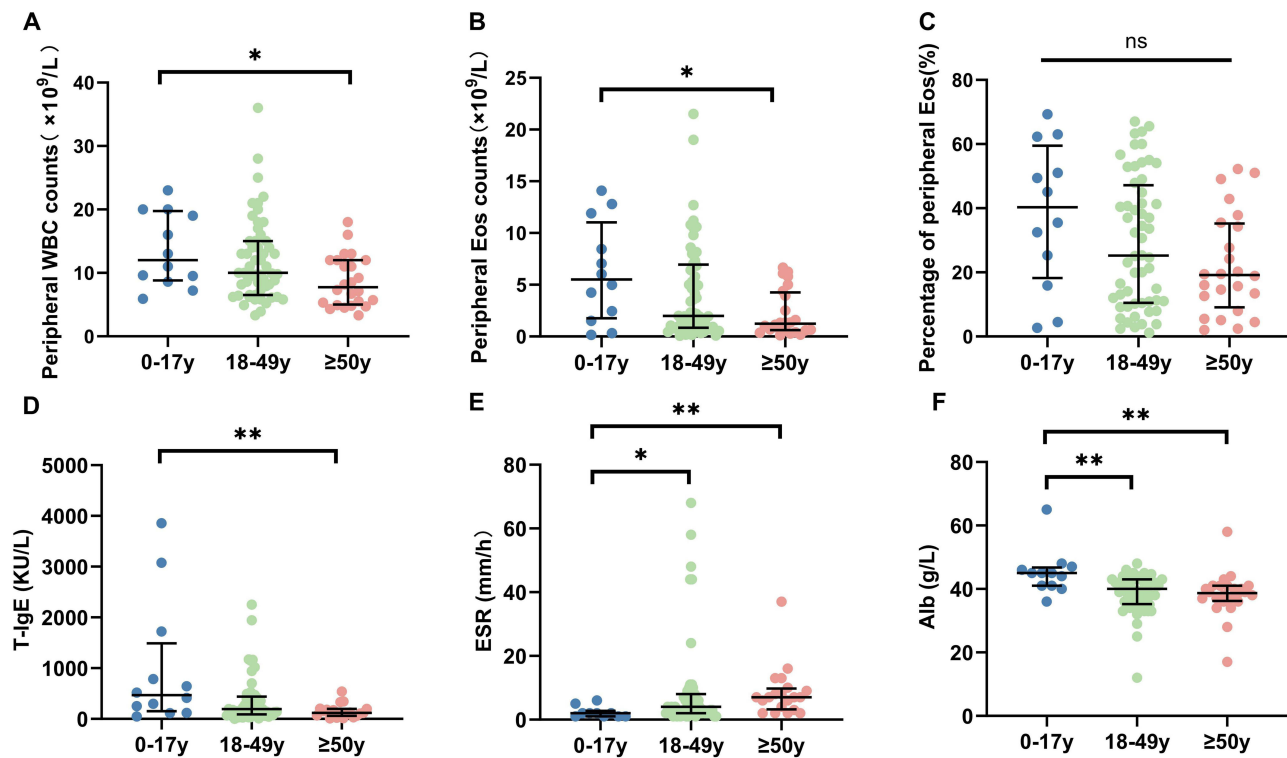 A
Peripheral WBC counts( ×10⁹/L)
*
40
30
20
10
0
0-17y 18-49y ≥50y
B
Peripheral Eos counts(×10⁹/L)
*
25
20
15
10
5
0
0-17y 18-49y ≥50y
C
Percentage of peripheral Eos(%)
ns
80
60
40
20
0
0-17y 18-49y ≥50y
D
T-IgE (KU/L)
**
5000
4000
3000
2000
1000
0
0-17y 18-49y ≥50y
E
ESR (mm/h)
**
*
80
60
40
20
0
0-17y 18-49y ≥50y
F
Alb (g/L)
**
**
80
60
40
20
0
0-17y 18-49y ≥50y